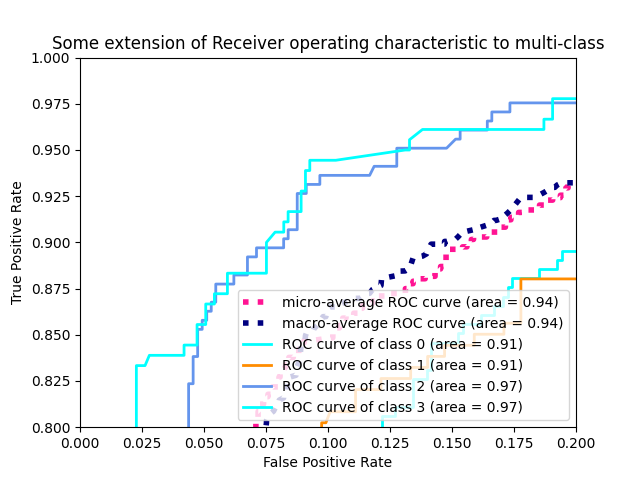 Some extension of Receiver operating characteristic to multi-class
1.000
0.975
0.950
0.925
0.900
0.875
0.850
0.825
0.800
True Positive Rate
micro-average ROC curve (area = 0.94)
macro-average ROC curve (area = 0.94)
ROC curve of class 0 (area = 0.91)
ROC curve of class 1 (area = 0.91)
ROC curve of class 2 (area = 0.97)
ROC curve of class 3 (area = 0.97)
0.000 0.025 0.050 0.075 0.100 0.125 0.150 0.175 0.200
False Positive Rate